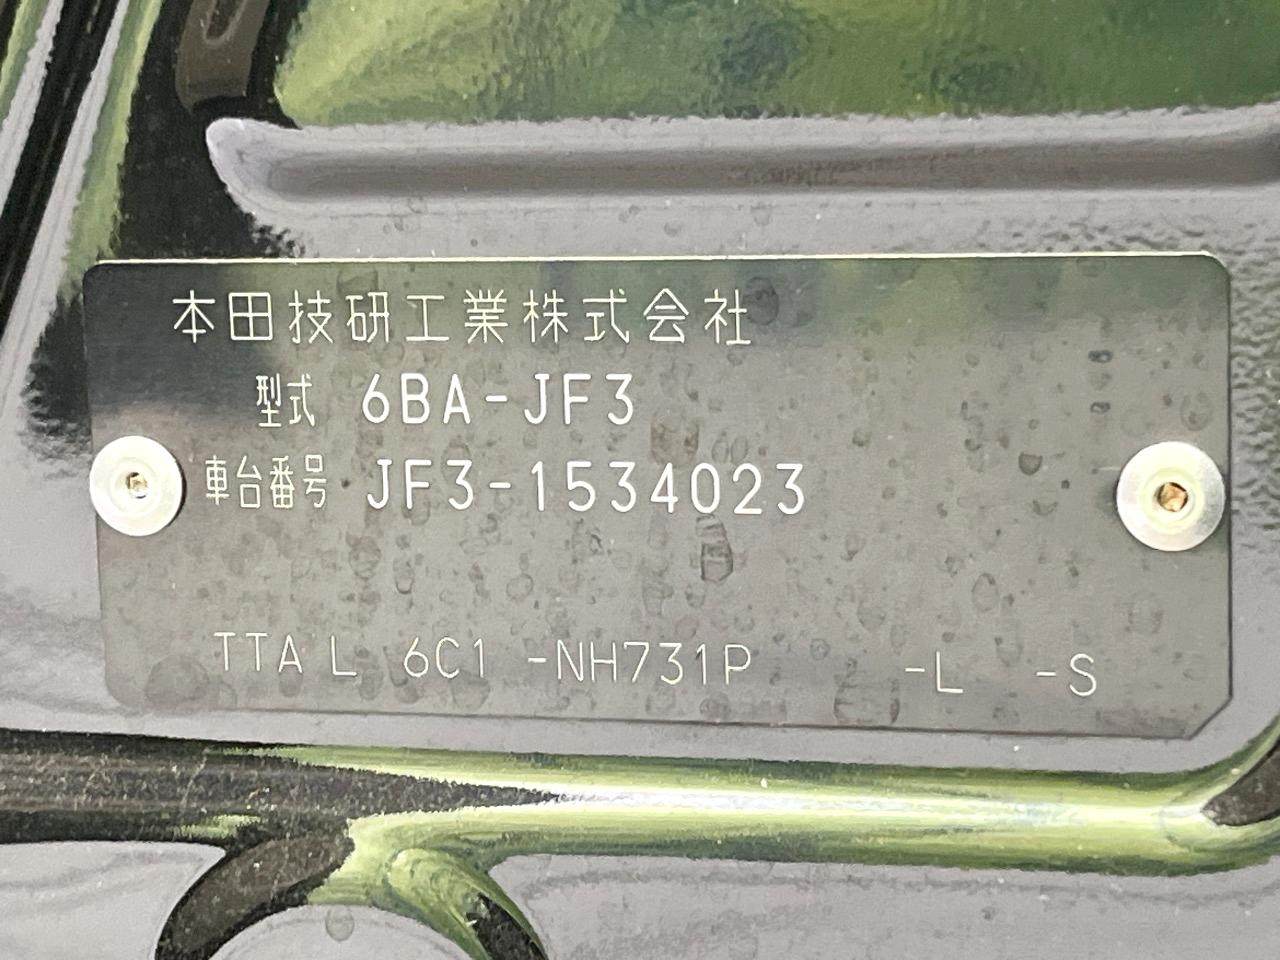 本田技研工業株式会社
型式 6BA-JF3
車台番号 JF3-1534023
TTA L 6C1 -NH731P -L -S